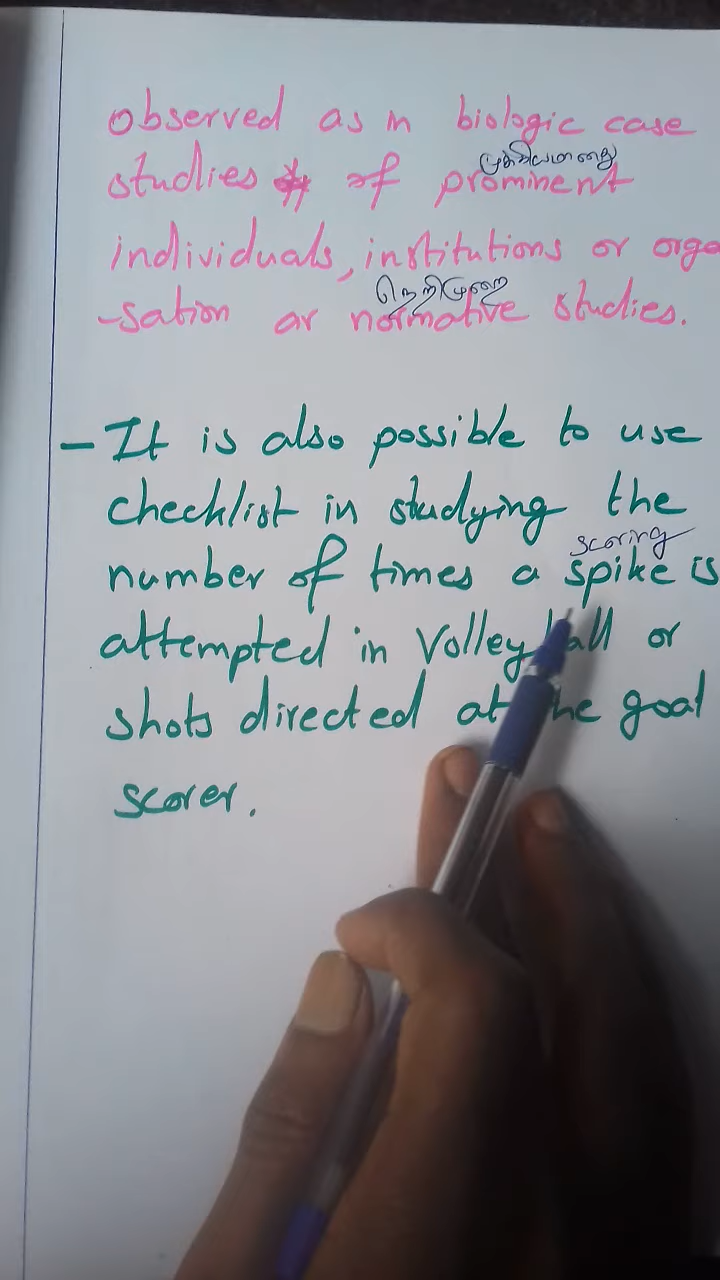 observed as in biologic case
முக்கியமானது
studies of prominent
individuals, institutions or orga
நெறிமுறை
-sation or normative studies.
- It is also possible to use
checklist in studying the
scoring
number of times a spike is
attempted in Volleyball or
shots directed at the goal
scorer.